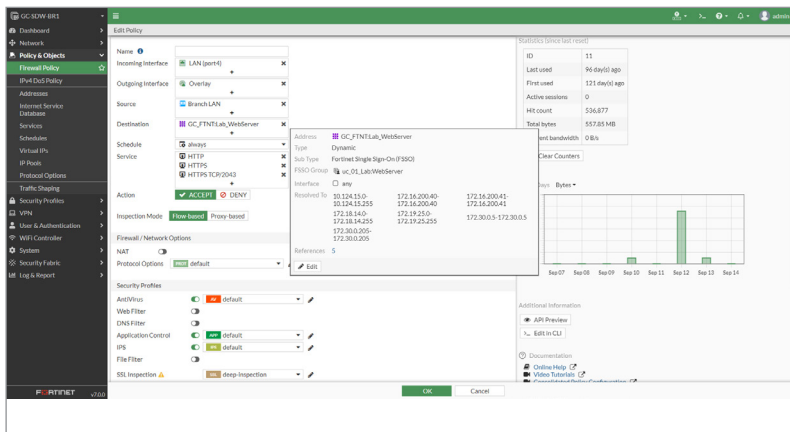 GC-SDW-BR1
admin
Dashboard
Network
Policy & Objects
Firewall Policy
IPv4 DoS Policy
Addresses
Internet Service
Database
Services
Schedules
Virtual IPs
IP Pools
Protocol Options
Traffic Shaping
Security Profiles
VPN
User & Authentication
WiFi Controller
System
Security Fabric
Log & Report
FORTINET
v7.0.0
Edit Policy
Name
Incoming Interface
LAN (port4)
+
Outgoing Interface
Overlay
+
Source
Branch LAN
+
Destination
GC_FTNT:Lab_WebServer
+
Schedule
always
Service
HTTP
HTTPS
HTTPS TCP/2043
+
Action
ACCEPT
DENY
Inspection Mode
Flow-based
Proxy-based
Firewall / Network Options
NAT
Protocol Options
PROT default
Security Profiles
AntiVirus
AV default
Web Filter
DNS Filter
Application Control
APP default
IPS
IPS default
File Filter
SSL Inspection
SSL deep-inspection
Address
GC_FTNT:Lab_WebServer
Type
Dynamic
Sub Type
Fortinet Single Sign-On (FSSO)
FSSO Group
uc_01_Lab:WebServer
Interface
any
Resolved To
10.124.15.0-
10.124.15.255
172.16.200.40-
172.16.200.40
172.16.200.41-
172.16.200.41
172.18.14.0-
172.18.14.255
172.19.25.0-
172.19.25.255
172.30.0.5-172.30.0.5
172.30.0.205-
172.30.0.205
References
5
Edit
Statistics (since last reset)
ID
11
Last used
96 day(s) ago
First used
121 day(s) ago
Active sessions
0
Hit count
536,877
Total bytes
557.85 MB
bandwidth
0 B/s
Clear Counters
Days
Bytes
Sep 07
Sep 08
Sep 09
Sep 10
Sep 11
Sep 12
Sep 13
Sep 14
Additional Information
API Preview
Edit in CLI
Documentation
Online Help
Video Tutorials
Consolidated Policy Configuration
OK
Cancel